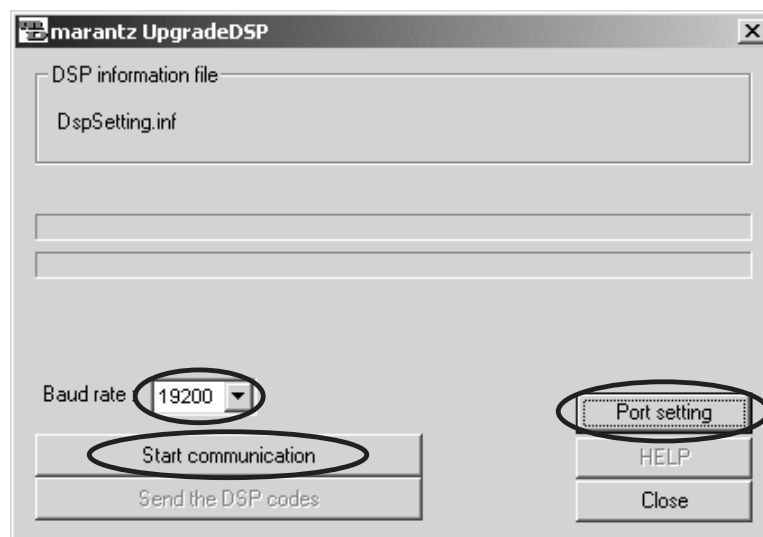 marantz UpgradeDSP
DSP information file
DspSetting.inf
Baud rate : 19200
Port setting
Start communication
HELP
Send the DSP codes
Close